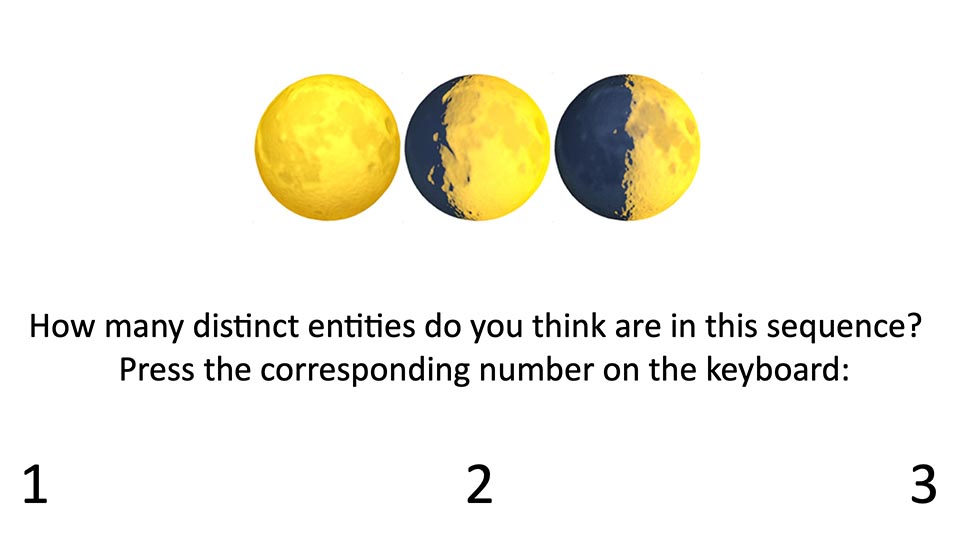 How many distinct entities do you think are in this sequence?
Press the corresponding number on the keyboard:
1 2 3